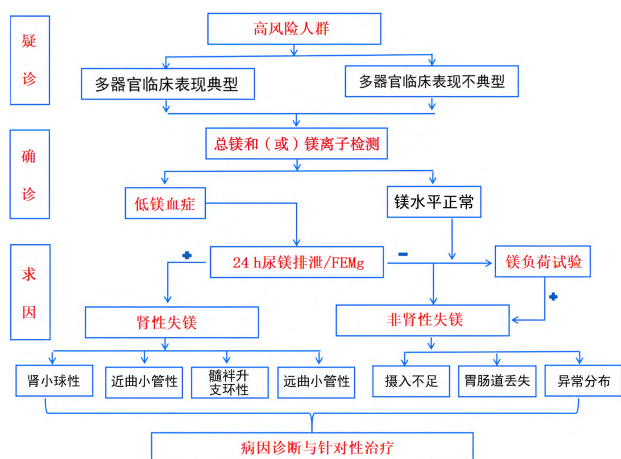 疑诊
高风险人群
多器官临床表现典型
多器官临床表现不典型
确诊
总镁和（或）镁离子检测
低镁血症
镁水平正常
求因
+
24 h尿镁排泄/FEMg
−
镁负荷试验
+
肾性失镁
非肾性失镁
肾小球性
近曲小管性
髓袢升
支环性
远曲小管性
摄入不足
胃肠道丢失
异常分布
病因诊断与针对性治疗